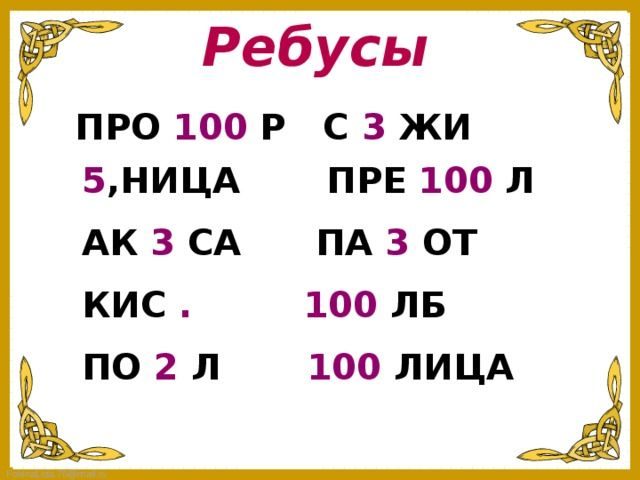 Ребусы
ПРО 100 Р С 3 ЖИ
5,НИЦА ПРЕ 100 Л
АК 3 СА ПА 3 ОТ
КИС . 100 ЛБ
ПО 2 Л 100 ЛИЦА